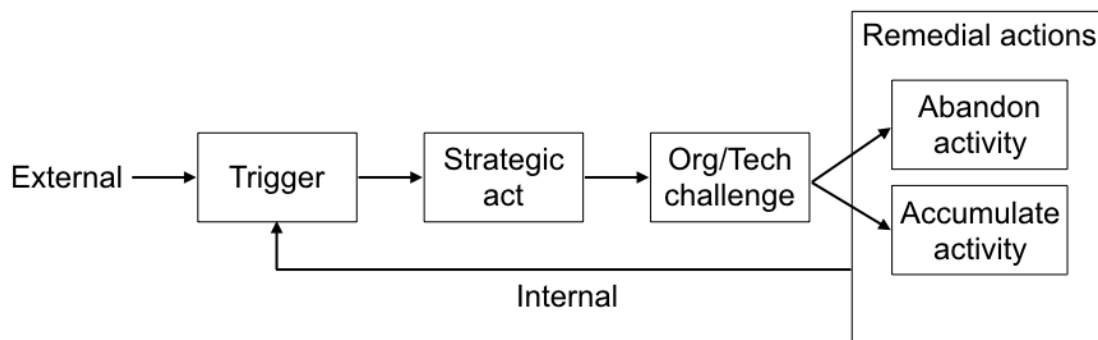 Remedial actions
Abandon
activity
External
Trigger
Strategic
act
Org/Tech
challenge
Accumulate
activity
Internal